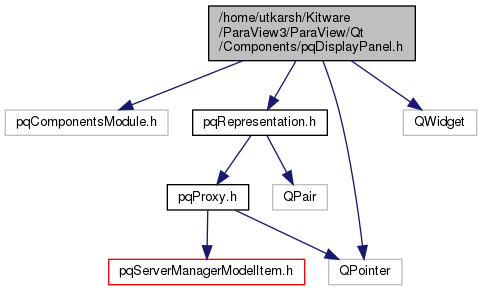 /home/utkarsh/Kitware
/ParaView3/ParaView/Qt
/Components/pqDisplayPanel.h
pqComponentsModule.h
pqRepresentation.h
QWidget
pqProxy.h
QPair
pqServerManagerModelItem.h
QPointer